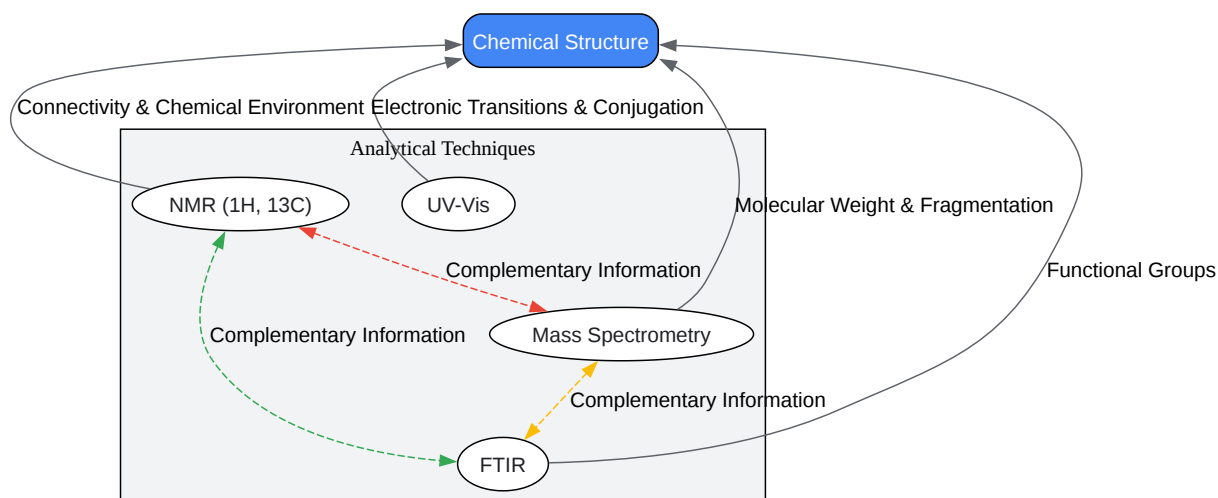 Chemical Structure
Connectivity & Chemical Environment
Electronic Transitions & Conjugation
Analytical Techniques
NMR (1H, 13C)
UV-Vis
Molecular Weight & Fragmentation
Complementary Information
Functional Groups
Complementary Information
Mass Spectrometry
Complementary Information
FTIR